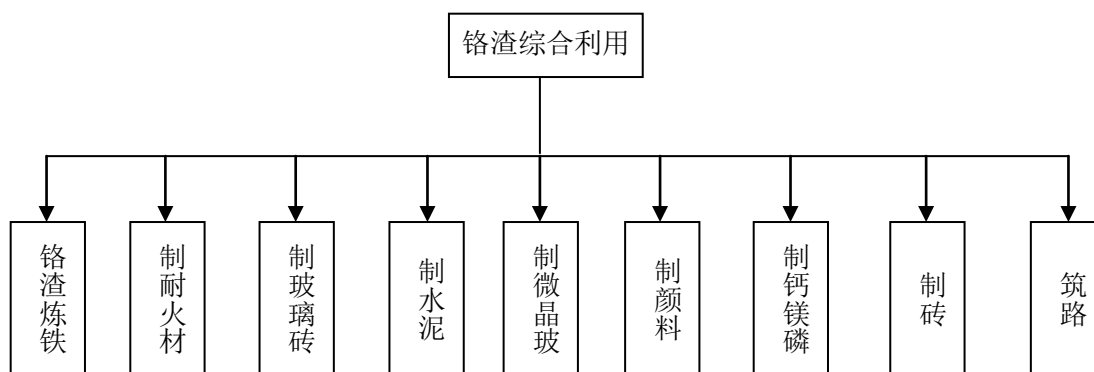 铬渣综合利用
铬渣炼铁
制耐火材
制玻璃砖
制水泥
制微晶玻
制颜料
制钙镁磷
制砖
筑路